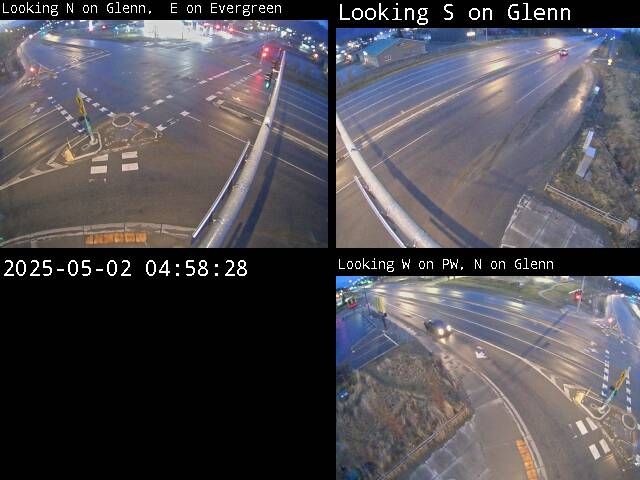 Looking N on Glenn, E on Evergreen
Looking S on Glenn
2025-05-02 04:58:28
Looking W on PW, N on Glenn